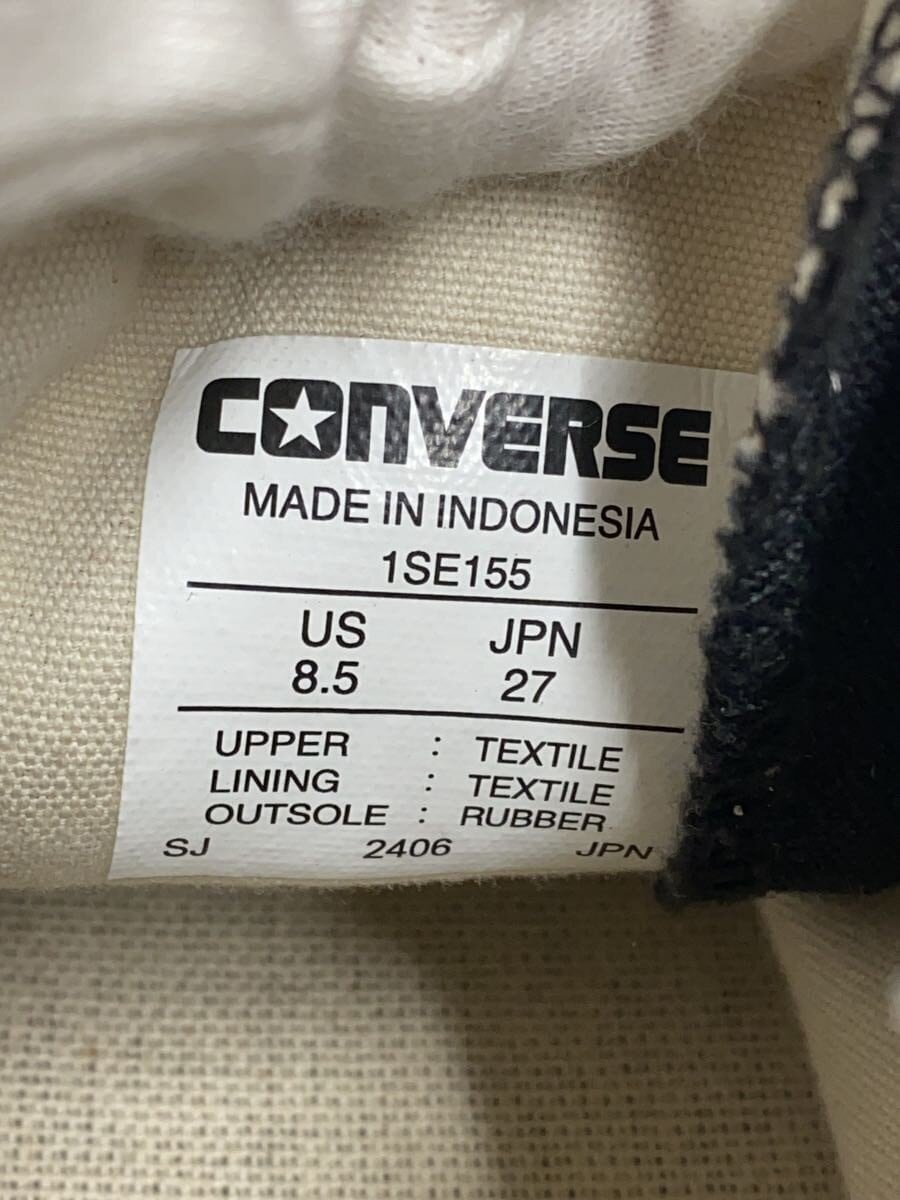 CONVERSE
MADE IN INDONESIA
1SE155
US JPN
8.5 27
UPPER : TEXTILE
LINING : TEXTILE
OUTSOLE : RUBBER
SJ 2406 JPN